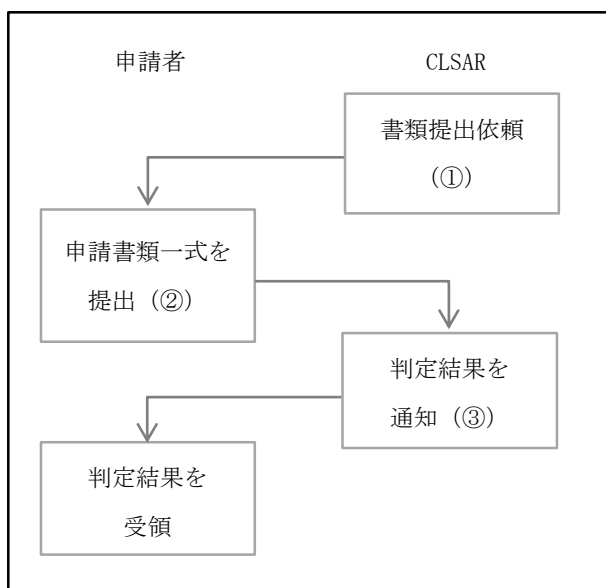 申請者
CLSAR
書類提出依頼
(①)
申請書類一式を
提出 (②)
判定結果を
通知 (③)
判定結果を
受領